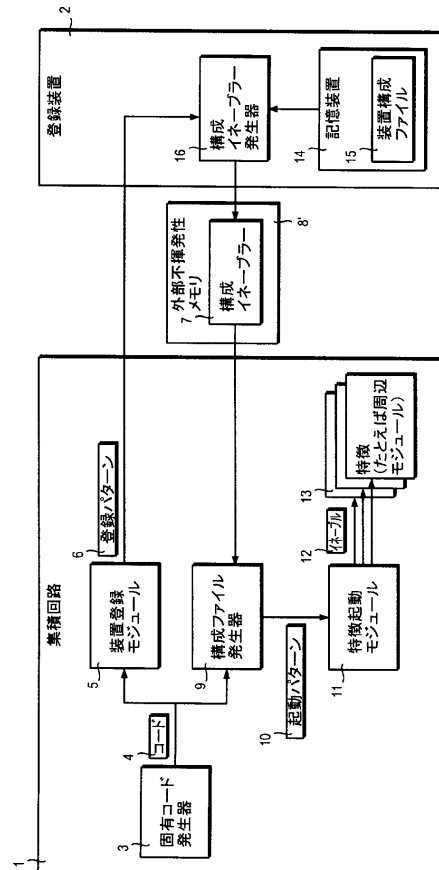 1
集積回路
3
固有コード
発生器
4
コード
5
装置登録
モジュール
6
登録パターン
9
構成ファイル
発生器
10
起動パターン
11
特徴起動
モジュール
12
イネーブル
13
特徴
(たとえば周辺
モジュール)
外部不揮発性
メモリ
8'
7
構成
イネーブラー
2
登録装置
16
構成
イネーブラー
発生器
14
記憶装置
15
装置構成
ファイル